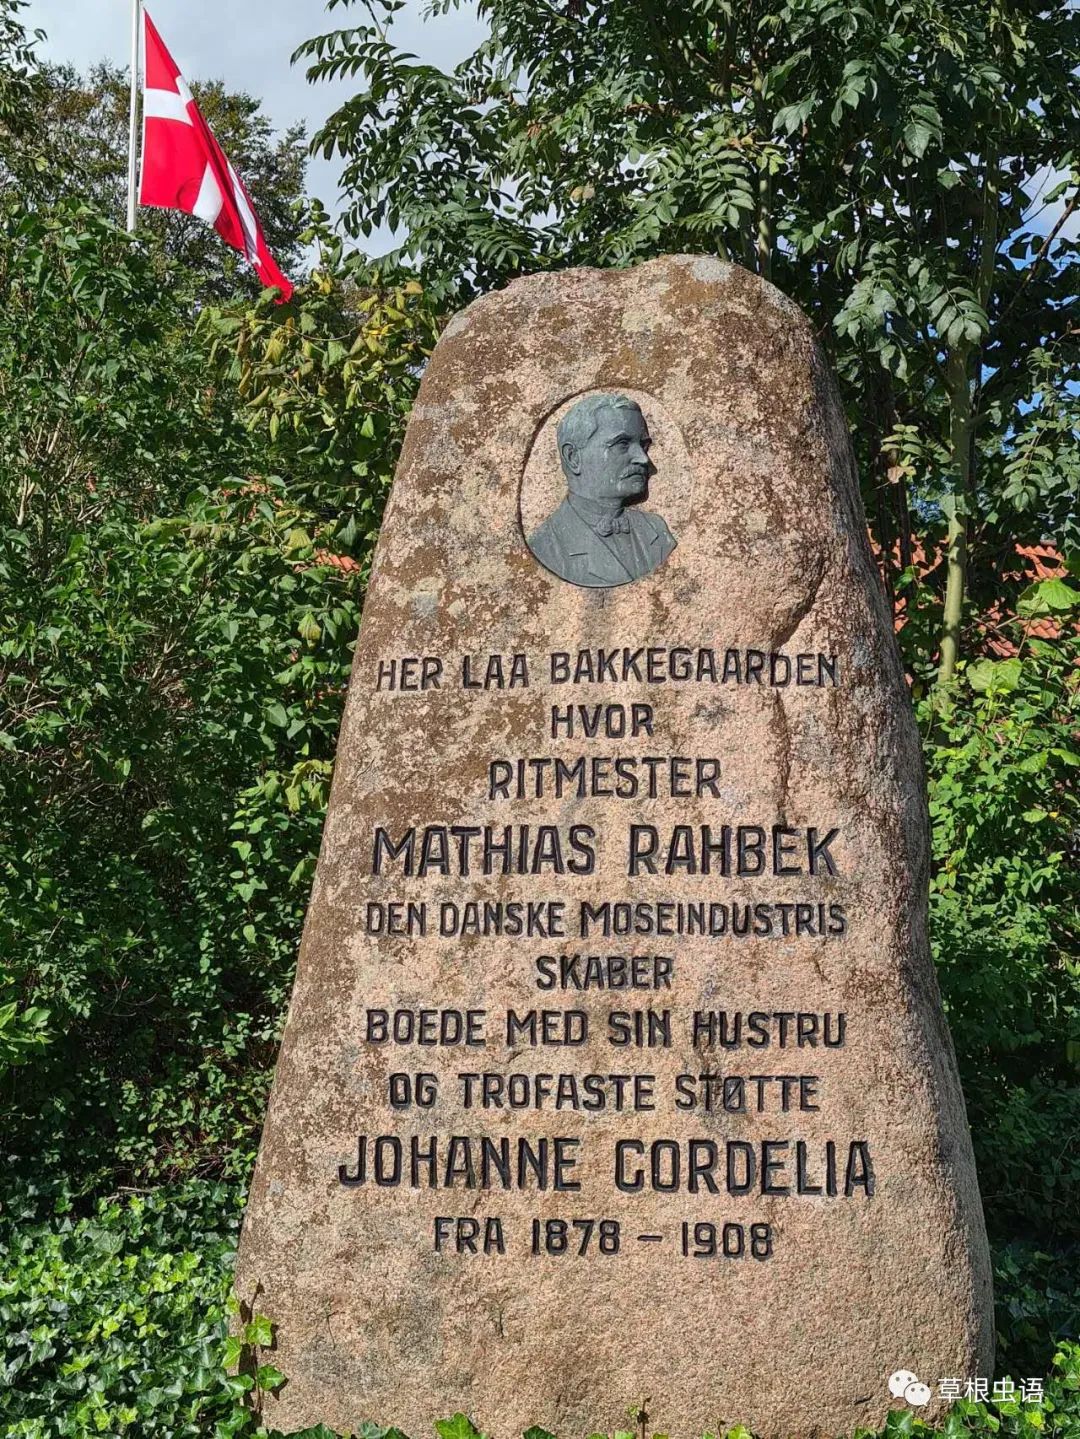 HER LAA BAKKEGAARDEN
HVOR
RITMESTER
MATHIAS RAHBEK
DEN DANSKE MOSEINDUSTRIS
SKABER
BOEDE MED SIN HUSTRU
OG TROFASTE STØTTE
JOHANNE CORDELIA
FRA 1878 – 1908
草根虫语